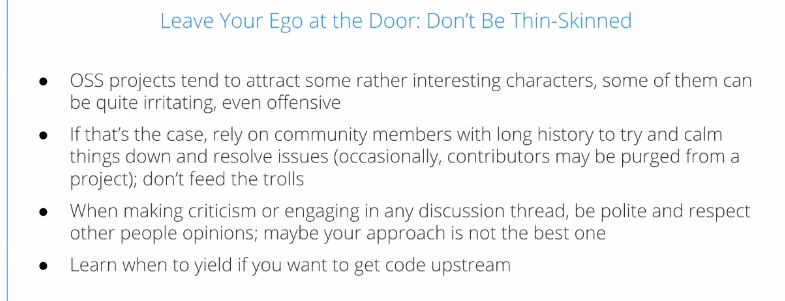 Leave Your Ego at the Door: Don't Be Thin-Skinned
● OSS projects tend to attract some rather interesting characters, some of them can
be quite irritating, even offensive
● If that's the case, rely on community members with long history to try and calm
things down and resolve issues (occasionally, contributors may be purged from a
project); don't feed the trolls
● When making criticism or engaging in any discussion thread, be polite and respect
other people opinions; maybe your approach is not the best one
● Learn when to yield if you want to get code upstream